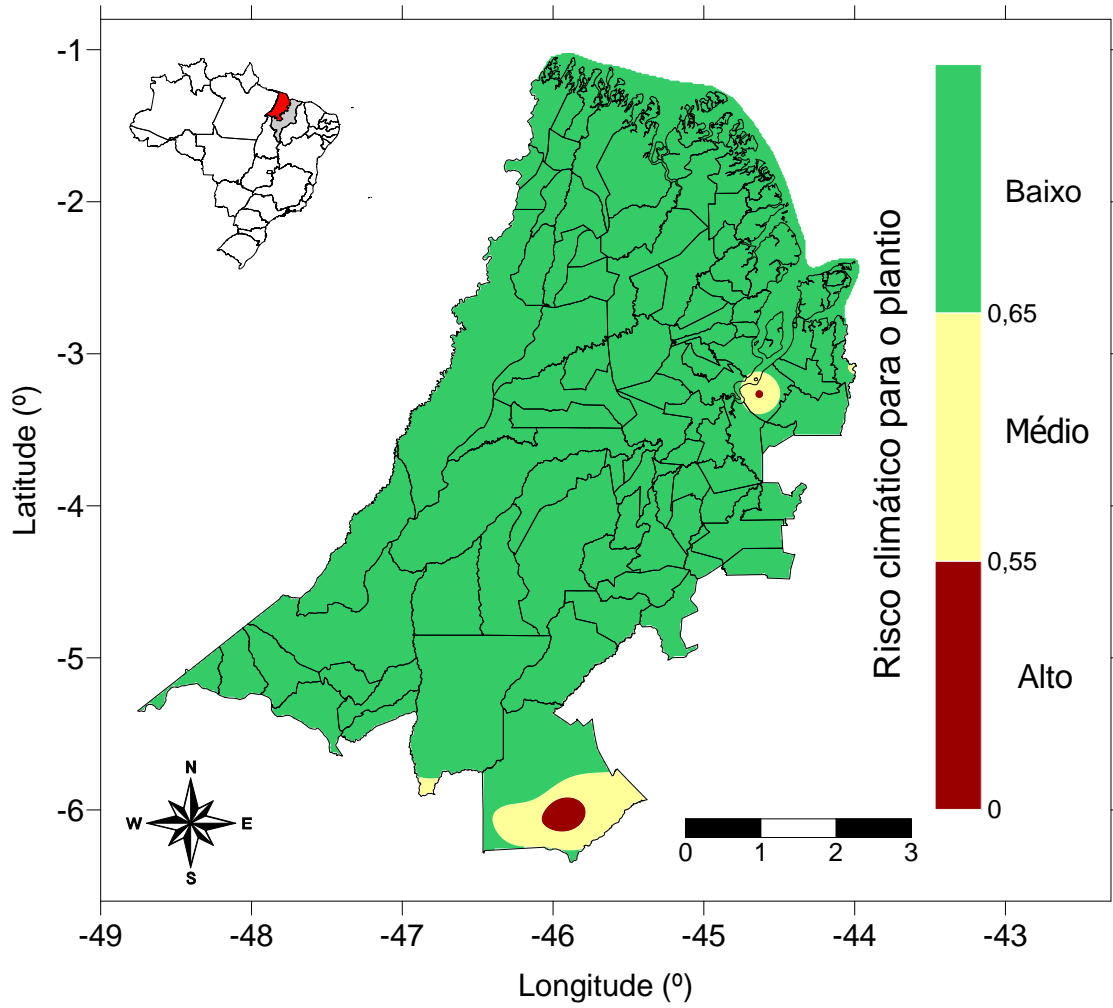 -1
-2
-3
-4
-5
-6
Latitude (º)
-49
-48
-47
-46
-45
-44
-43
Longitude (º)
N
W
E
S
0
1
2
3
Risco climático para o plantio
Baixo
0,65
Médio
0,55
Alto
0